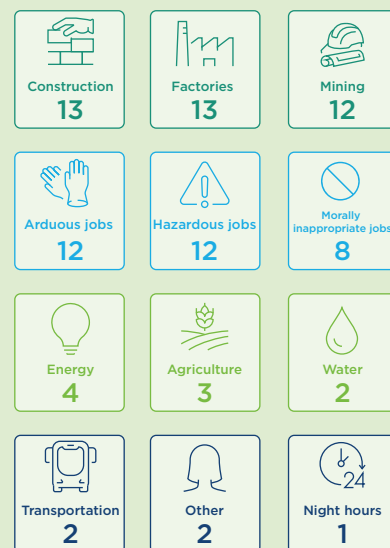 Construction
13
Factories
13
Mining
12
Arduous jobs
12
Hazardous jobs
12
Morally
inappropriate jobs
8
Energy
4
Agriculture
3
Water
2
Transportation
2
Other
2
24
Night hours
1